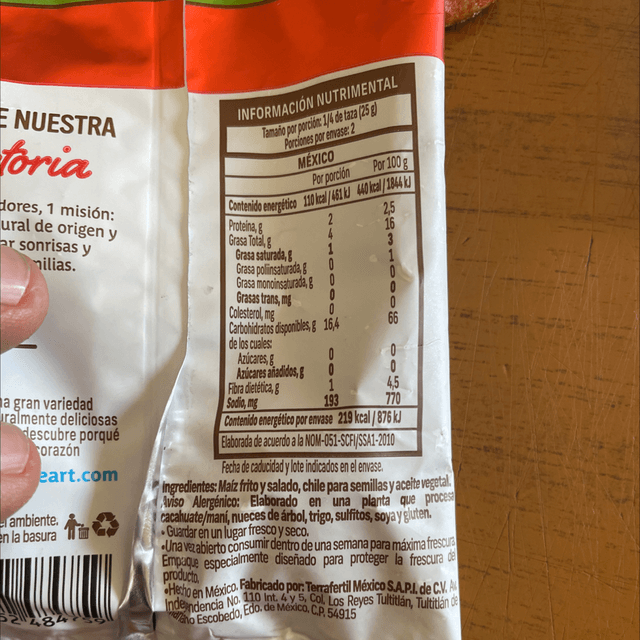 E NUESTRA
toria
dores, 1 misión:
ural de origen y
ar sonrisas y
milias.
na gran variedad
uralmente deliciosas
descubre porqué
corazón
eart.com
ambiente,
en la basura
INFORMACIÓN NUTRIMENTAL
Tamaño por porción: 1/4 de taza (25 g)
Porciones por envase: 2
MÉXICO
Por porción Por 100 g
Contenido energético 110 kcal / 461 kJ 440 kcal / 1844 kJ
Proteína, g 2 2,5
Grasa Total, g 4 16
Grasa saturada, g 1 3
Grasa poliinsaturada, g 0 1
Grasa monoinsaturada, g 0 0
Grasas trans, mg 0 0
Colesterol, mg 0 0
Carbohidratos disponibles, g 16,4 66
de los cuales:
Azúcares, g 0 0
Azúcares añadidos, g 0 0
Fibra dietética, g 1 4,5
Sodio, mg 193 770
Contenido energético por envase 219 kcal / 876 kJ
Elaborada de acuerdo a la NOM-051-SCFI/SSA1-2010
Fecha de caducidad y lote indicados en el envase.
Ingredientes: Maíz frito y salado, chile para semillas y aceite vegetal.
Aviso Alergénico: Elaborado en una planta que procesa
cacahuate/maní, nueces de árbol, trigo, sulfitos, soya y gluten.
• Guardar en un lugar fresco y seco.
•Una vez abierto consumir dentro de una semana para máxima frescura.
Empaque especialmente diseñado para proteger la frescura del
producto.
•Hecho en México. Fabricado por: Terrafertil México S.A.P.I. de C.V. Av.
Independencia No. 110 Int. 4 y 5, Col. Los Reyes Tultitlán, Tultitlán de
Mariano Escobedo, Edo. de México, C.P. 54915